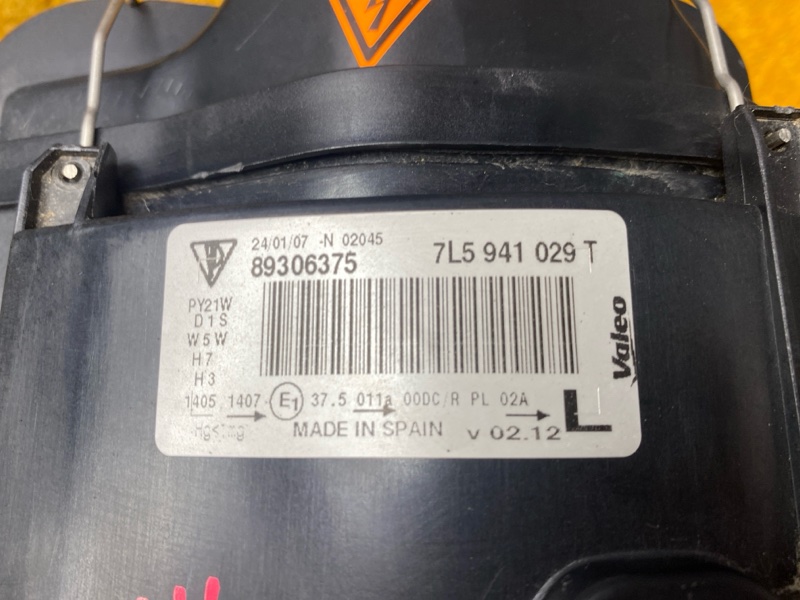 24/01/07 -N 02045
89306375
7L5 941 029 T
PY21W
D1S
W5W
H7
H3
Valeo
1405 1407 E1 37.5 011a 00DC/R PL 02A
L
MADE IN SPAIN v 02.12